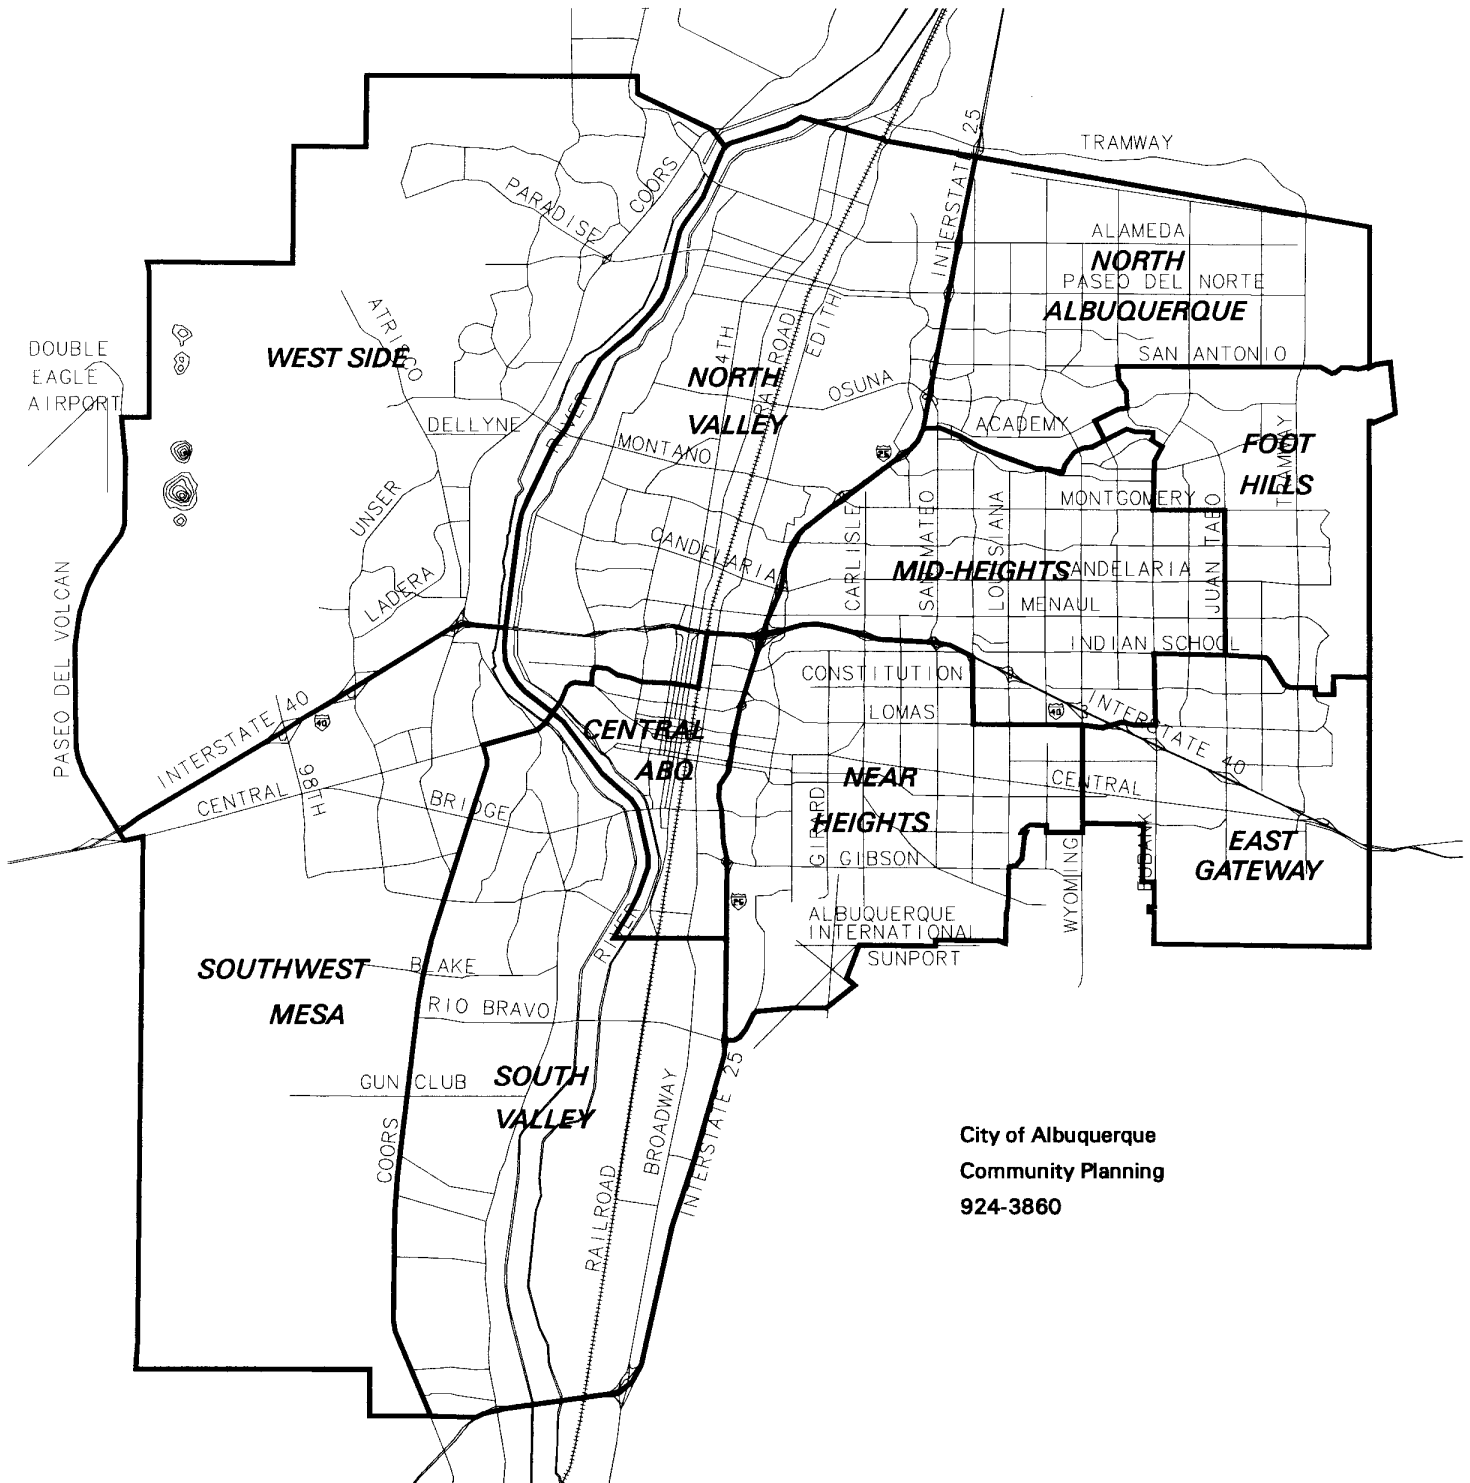 INTERSTATE 25
TRAMWAY
COORS
PARADISE
ALAMEDA
NORTH
PASEO DEL NORTE
ALBUQUERQUE
ATRISCO
DOUBLE
EAGLE
AIRPORT
WEST SIDE
4TH
RAILROAD
EDITH
SAN ANTONIO
NORTH
VALLEY
OSUNA
DELLYNE
RIVER
MONTANO
ACADEMY
FOOT
HILLS
TRAMWAY
25
UNSER
MONTGOMERY
CARLISLE
SAN MATEO
LOUISIANA
JUAN TABO
CANDELARIA
MID-HEIGHTS
CANDELARIA
LADERA
MENAUL
PASEO DEL VOLCAN
INDIAN SCHOOL
CONSTITUTION
INTERSTATE 40
40
LOMAS
40
INTERSTATE 40
CENTRAL
ABQ
CENTRAL
98TH
BRIDGE
NEAR
HEIGHTS
GIRARD
CENTRAL
GIBSON
WYOMING
EUBANK
EAST
GATEWAY
25
ALBUQUERQUE
INTERNATIONAL
SUNPORT
RIVER
SOUTHWEST
MESA
BLAKE
RIO BRAVO
GUN CLUB
SOUTH
VALLEY
COORS
RAILROAD
BROADWAY
INTERSTATE 25
City of Albuquerque
Community Planning
924-3860